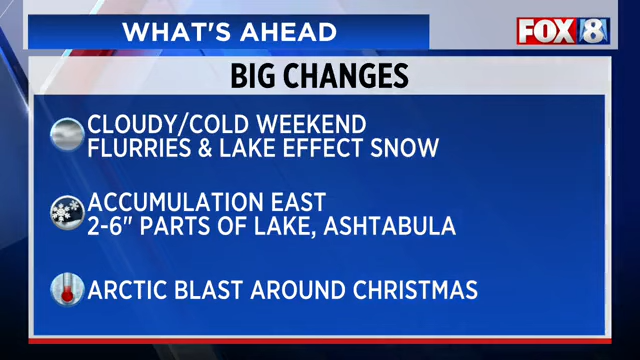 WHAT'S AHEAD
FOX 8
BIG CHANGES
CLOUDY/COLD WEEKEND
FLURRIES & LAKE EFFECT SNOW
ACCUMULATION EAST
2-6" PARTS OF LAKE, ASHTABULA
ARCTIC BLAST AROUND CHRISTMAS